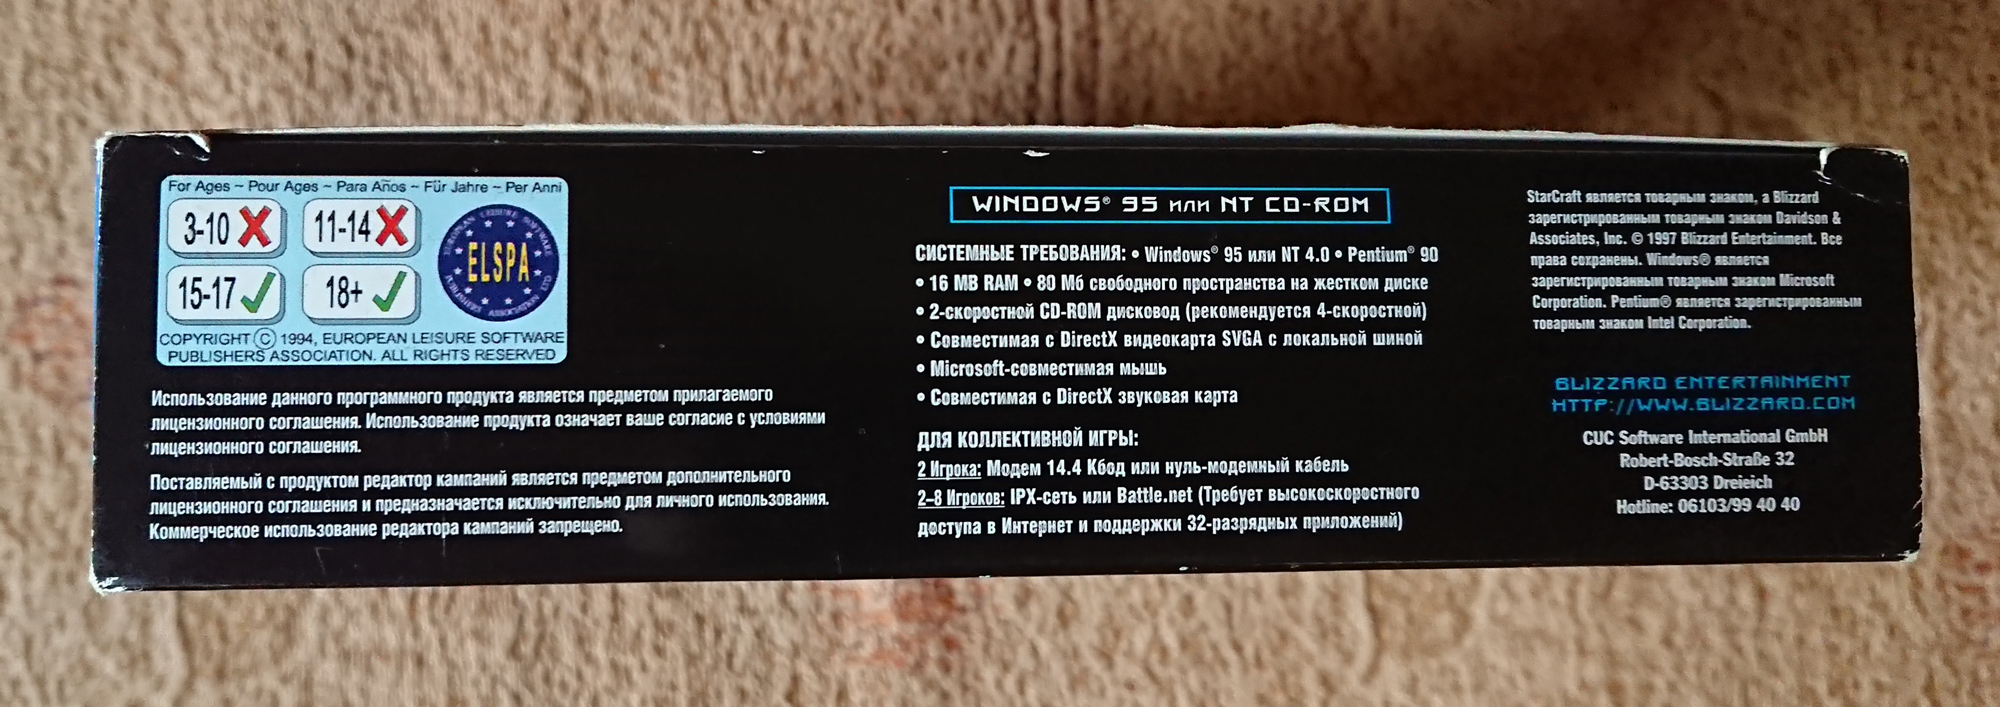 For Ages ~ Pour Ages ~ Para Años ~ Für Jahre ~ Per Anni
3-10
11-14
15-17
18+
EUROPEAN LEISURE SOFTWARE PUBLISHERS ASSOCIATION LTD
ELSPA
COPYRIGHT © 1994, EUROPEAN LEISURE SOFTWARE
PUBLISHERS ASSOCIATION. ALL RIGHTS RESERVED
Использование данного программного продукта является предметом прилагаемого
лицензионного соглашения. Использование продукта означает ваше согласие с условиями
лицензионного соглашения.
Поставляемый с продуктом редактор кампаний является предметом дополнительного
лицензионного соглашения и предназначается исключительно для личного использования.
Коммерческое использование редактора кампаний запрещено.
WINDOWS® 95 или NT CD-ROM
СИСТЕМНЫЕ ТРЕБОВАНИЯ: • Windows® 95 или NT 4.0 • Pentium® 90
• 16 MB RAM • 80 Мб свободного пространства на жестком диске
• 2-скоростной CD-ROM дисковод (рекомендуется 4-скоростной)
• Совместимая с DirectX видеокарта SVGA с локальной шиной
• Microsoft-совместимая мышь
• Совместимая с DirectX звуковая карта
ДЛЯ КОЛЛЕКТИВНОЙ ИГРЫ:
2 Игрока: Модем 14.4 Кбод или нуль-модемный кабель
2–8 Игроков: IPX-сеть или Battle.net (Требует высокоскоростного
доступа в Интернет и поддержки 32-разрядных приложений)
StarCraft является товарным знаком, а Blizzard
зарегистрированным товарным знаком Davidson &
Associates, Inc. © 1997 Blizzard Entertainment. Все
права сохранены. Windows® является
зарегистрированным товарным знаком Microsoft
Corporation. Pentium® является зарегистрированным
товарным знаком Intel Corporation.
BLIZZARD ENTERTAINMENT
HTTP://WWW.BLIZZARD.COM
CUC Software International GmbH
Robert-Bosch-Straße 32
D-63303 Dreieich
Hotline: 06103/99 40 40